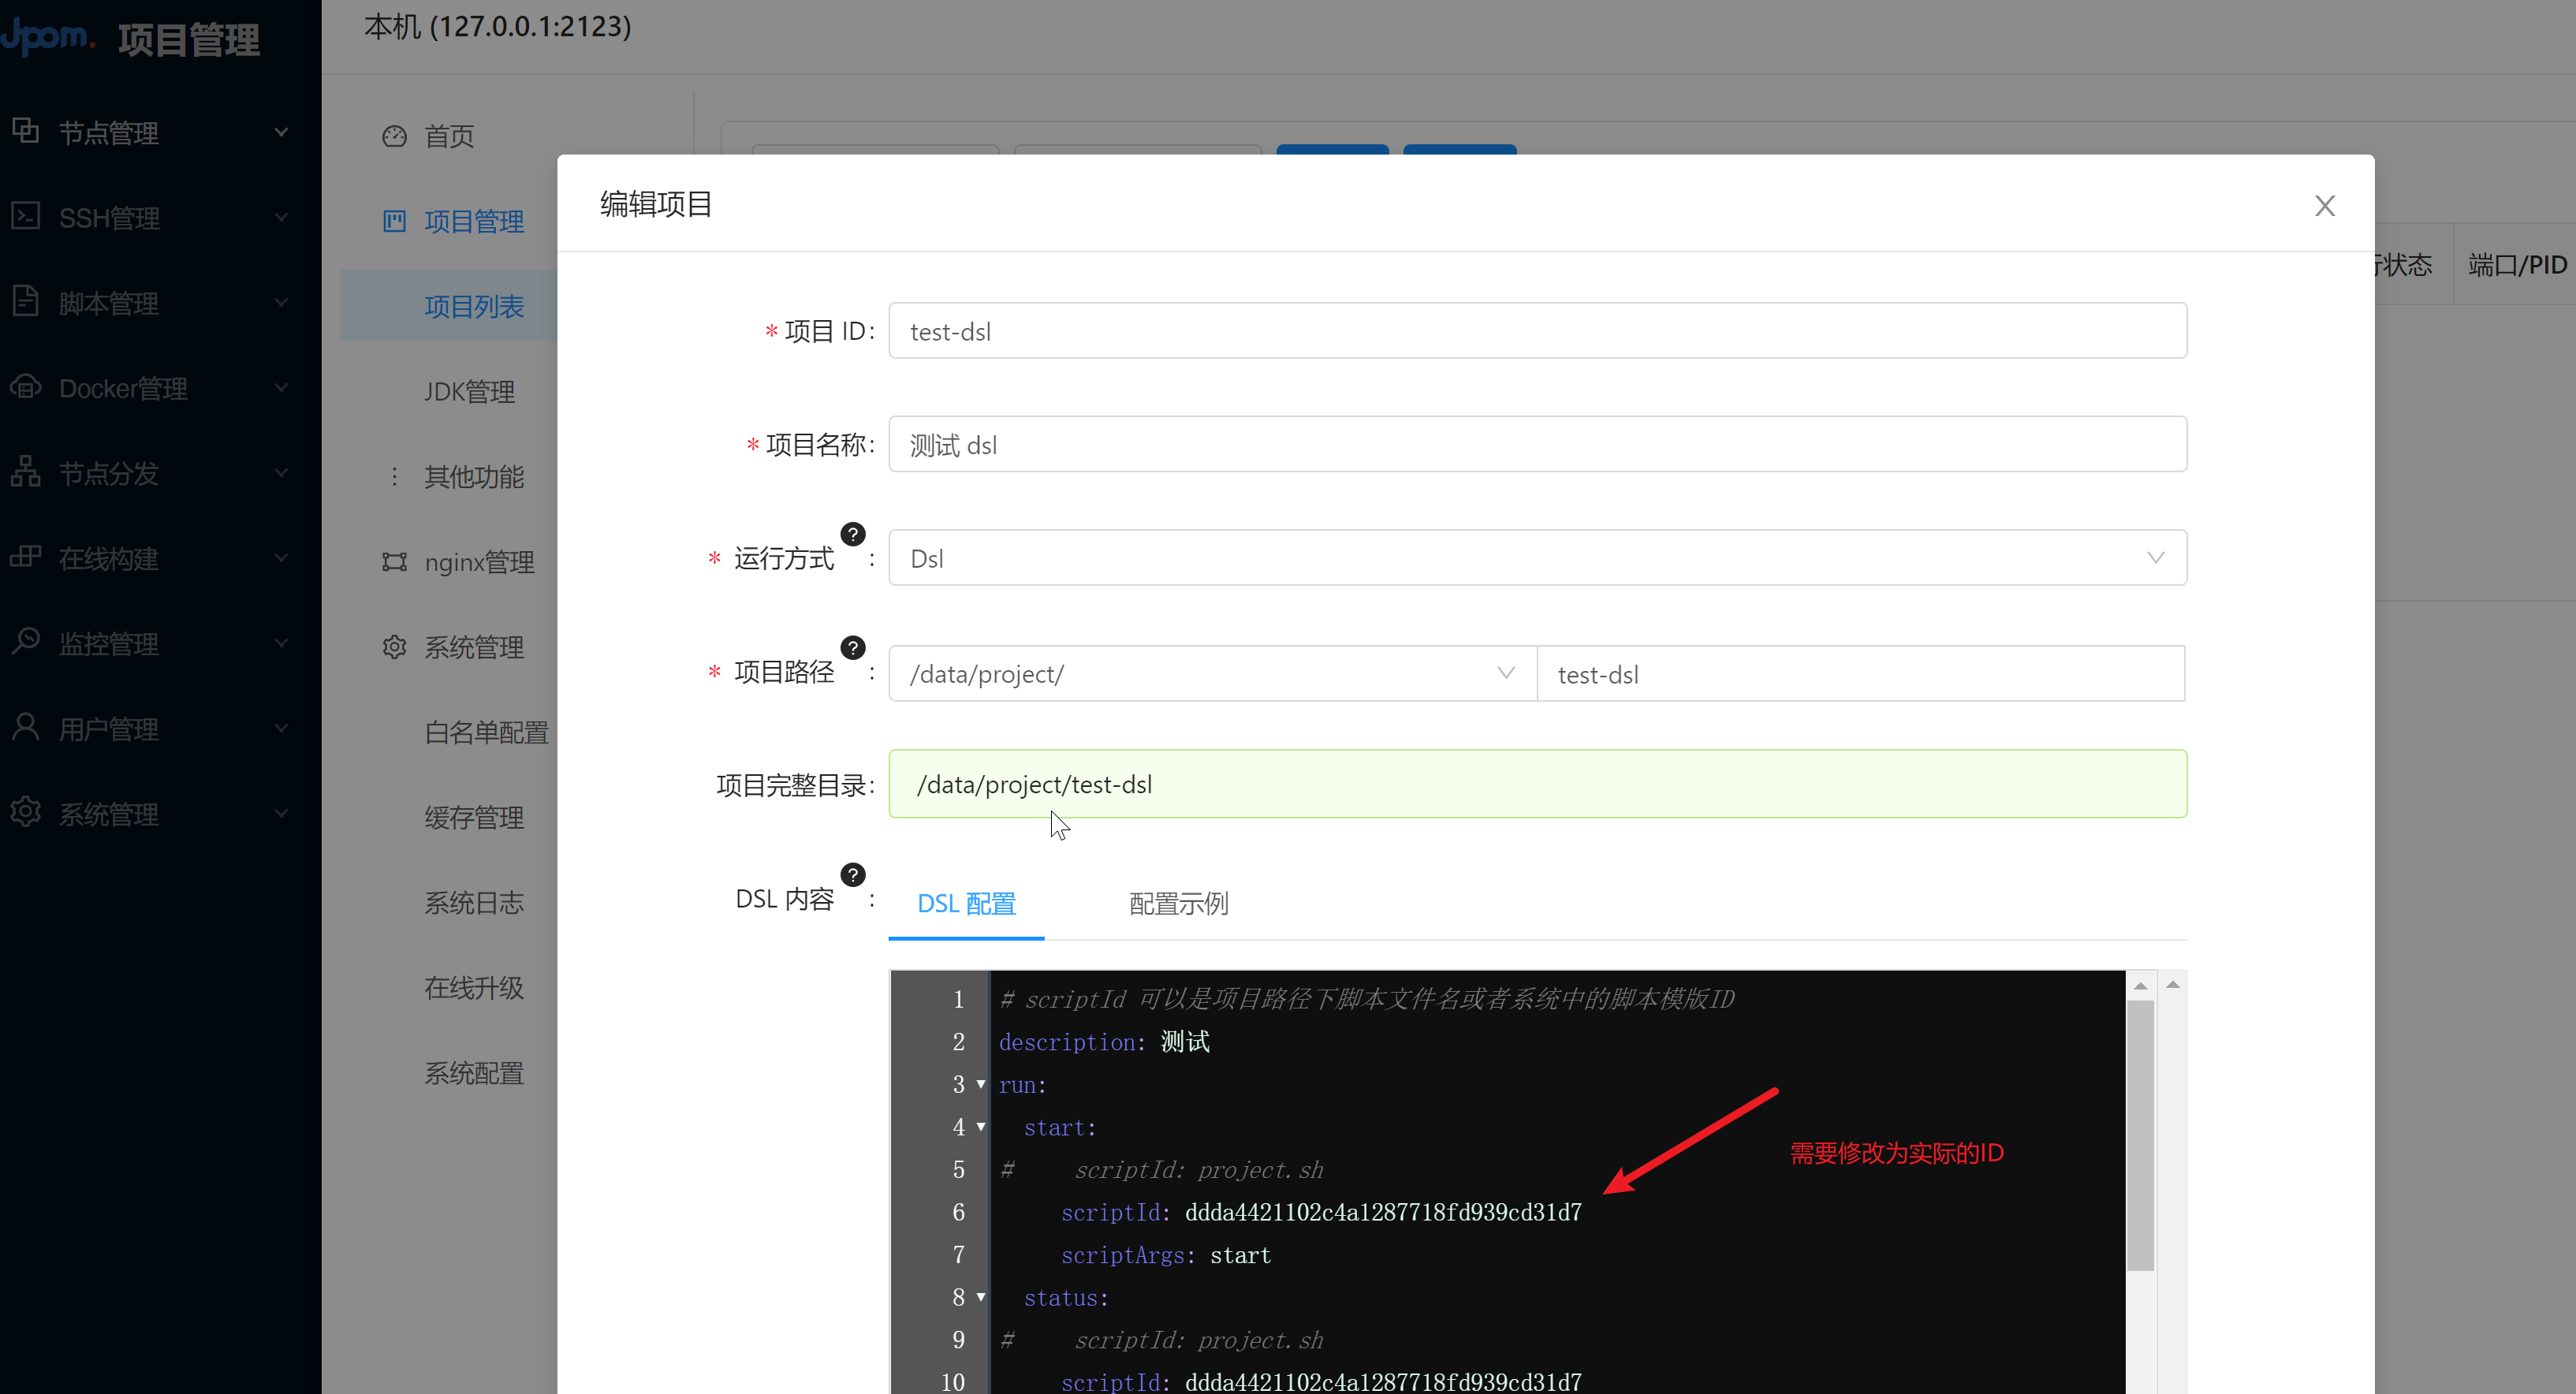 Jpom. 项目管理
节点管理
SSH管理
脚本管理
Docker管理
节点分发
在线构建
监控管理
用户管理
系统管理
本机 (127.0.0.1:2123)
首页
项目管理
项目列表
JDK管理
其他功能
nginx管理
系统管理
白名单配置
缓存管理
系统日志
在线升级
系统配置
行状态
端口/PID
编辑项目
* 项目 ID: test-dsl
* 项目名称: 测试 dsl
* 运行方式 ? : Dsl
* 项目路径 ? : /data/project/ test-dsl
项目完整目录: /data/project/test-dsl
DSL 内容 ? : DSL 配置 配置示例
1 # scriptId 可以是项目路径下脚本文件名或者系统中的脚本模版ID
2 description: 测试
3 run:
4 start:
5 # scriptId: project.sh
6 scriptId: ddda4421102c4a1287718fd939cd31d7
7 scriptArgs: start
8 status:
9 # scriptId: project.sh
10 scriptId: ddda4421102c4a1287718fd939cd31d7
需要修改为实际的ID